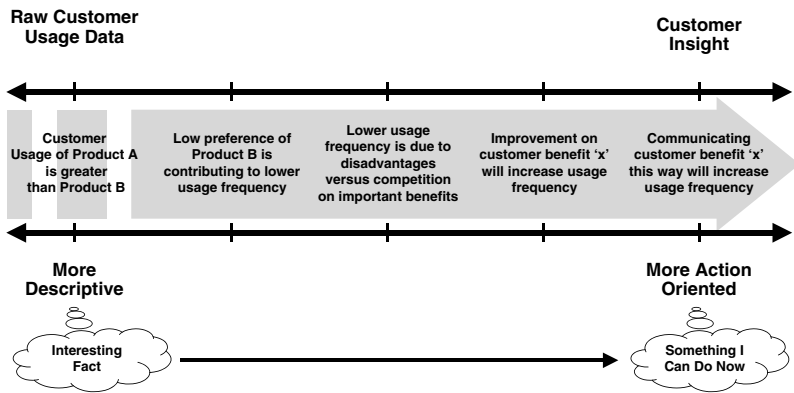 Raw Customer
Usage Data
Customer
Insight
Customer
Usage of Product A
is greater
than Product B
Low preference of
Product B is
contributing to lower
usage frequency
Lower usage
frequency is due to
disadvantages
versus competition
on important benefits
Improvement on
customer benefit ‘x’
will increase usage
frequency
Communicating
customer benefit ‘x’
this way will increase
usage frequency
More
Descriptive
More Action
Oriented
Interesting
Fact
Something I
Can Do Now